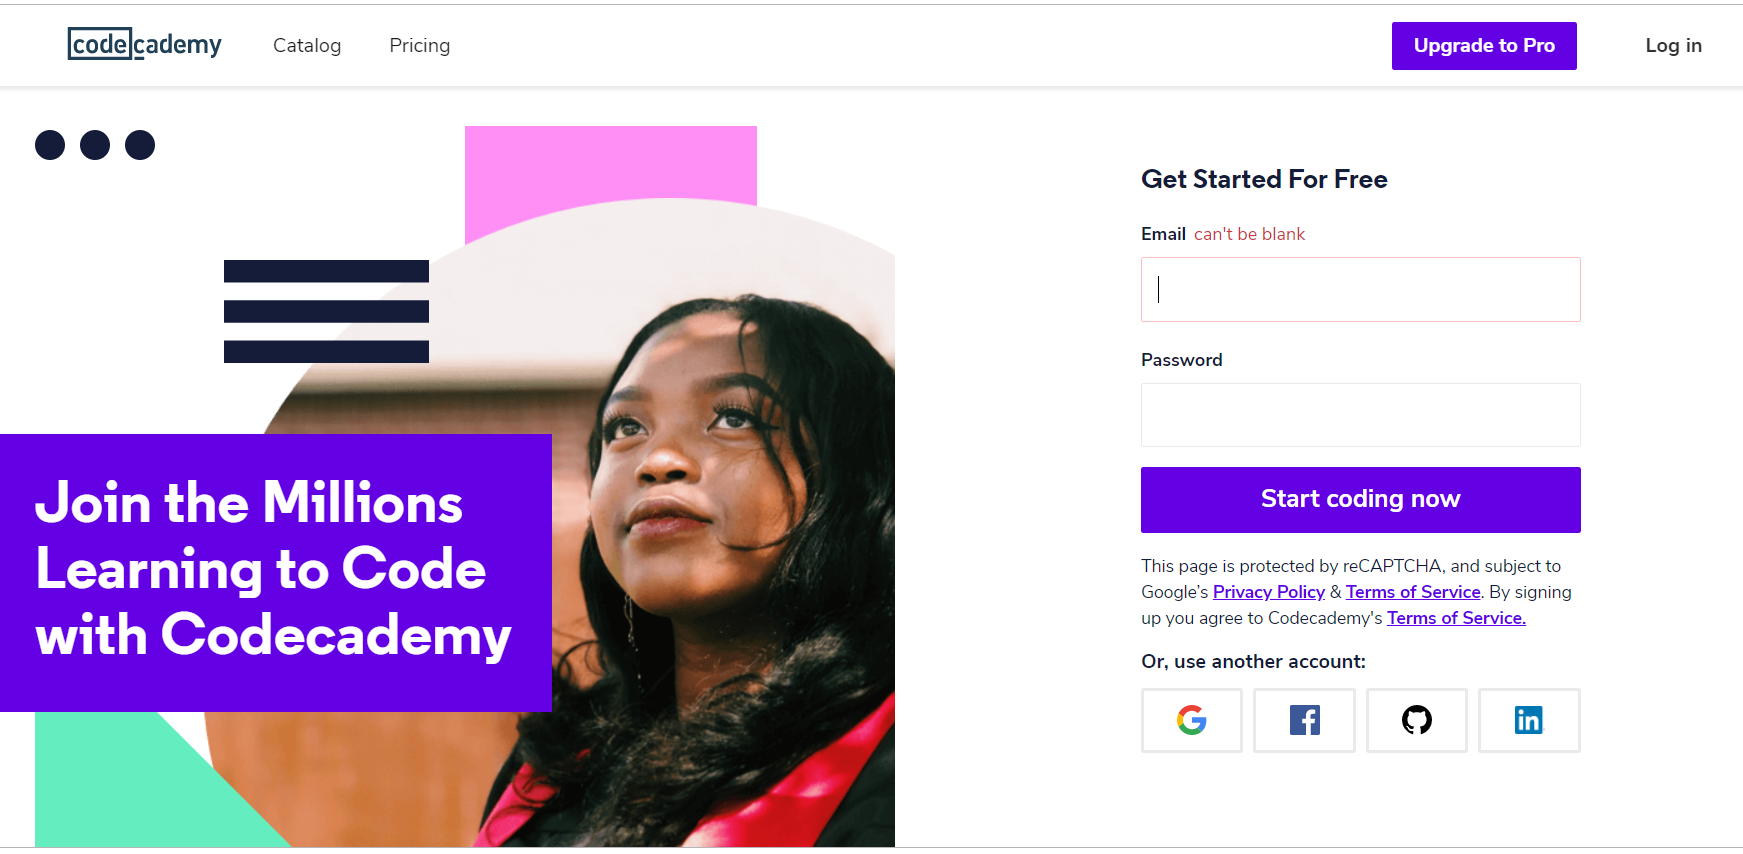 codecademy
Catalog
Pricing
Upgrade to Pro
Log in
Join the Millions
Learning to Code
with Codecademy
Get Started For Free
Email can't be blank
Password
Start coding now
This page is protected by reCAPTCHA, and subject to
Google's Privacy Policy & Terms of Service. By signing
up you agree to Codecademy's Terms of Service.
Or, use another account:
G
f
in